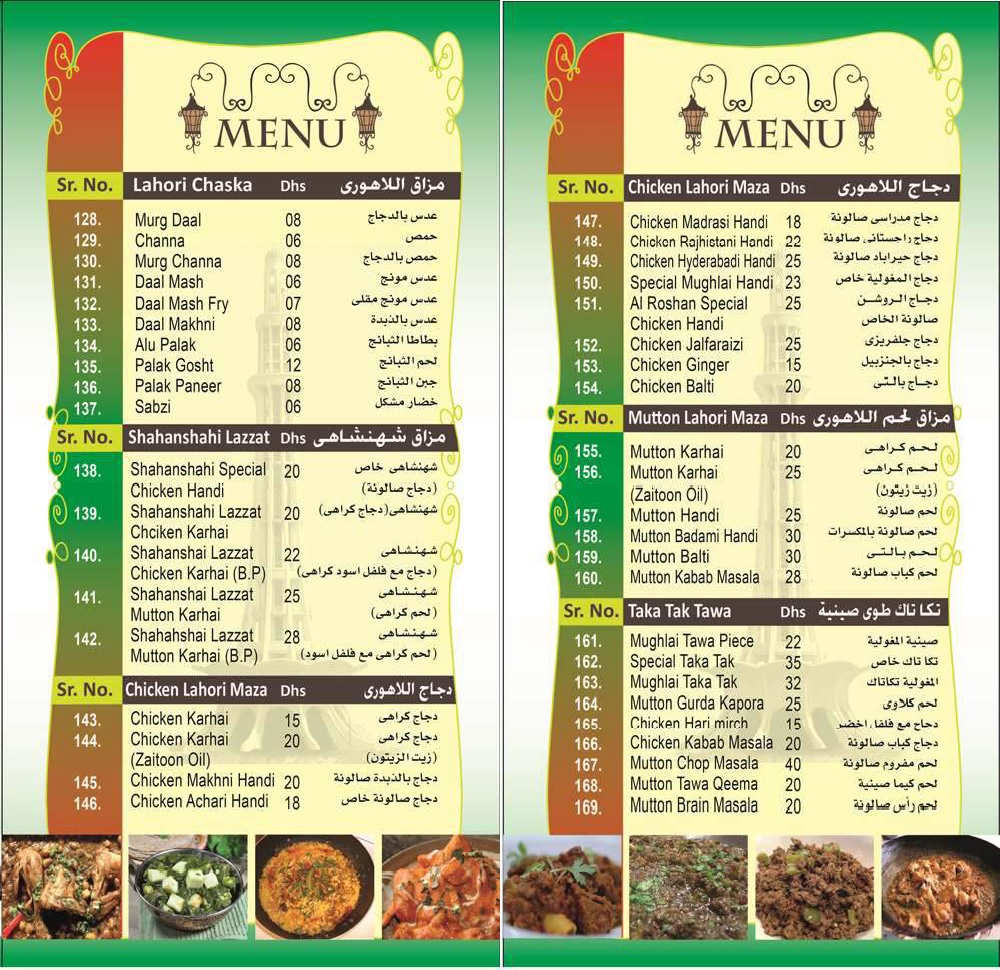 MENU
Sr. No. Lahori Chaska Dhs مزاق اللاهورى
128. Murg Daal 08 عدس بالدجاج
129. Channa 06 حمص
130. Murg Channa 08 حمص بالدجاج
131. Daal Mash 06 عدس مونج
132. Daal Mash Fry 07 عدس مونج مقلى
133. Daal Makhni 08 عدس بالذبدة
134. Alu Palak 06 بطاطا الثبانج
135. Palak Gosht 12 لحم الثبانج
136. Palak Paneer 08 جبن الثبانج
137. Sabzi 06 خضار مشكل
Sr. No. Shahanshahi Lazzat Dhs مزاق شهنشاهى
138. Shahanshahi Special 20 شهنشاهى خاص
Chicken Handi (دجاج صالونة)
139. Shahanshahi Lazzat 20 شهنشاهى(دجاج كراهى)
Chciken Karhai
140. Shahanshai Lazzat 22 شهنشاهى
Chicken Karhai (B.P) (دجاج مع فلفل اسود كراهى)
141. Shahanshai Lazzat 25 شهنشاهى
Mutton Karhai (لحم كراهى)
142. Shahahshai Lazzat 28 شهنشاهى
Mutton Karhai (B.P) (لحم كراهى مع فلفل اسود)
Sr. No. Chicken Lahori Maza Dhs دجاج اللاهورى
143. Chicken Karhai 15 دجاج كراهى
144. Chicken Karhai 20 دجاج كراهى
(Zaitoon Oil) (زيت الزيتون)
145. Chicken Makhni Handi 20 دجاج بالذبدة صالونة
146. Chicken Achari Handi 18 دجاج صالونة خاص
MENU
Sr. No. Chicken Lahori Maza Dhs دجاج اللاهورى
147. Chicken Madrasi Handi 18 دجاج مدراسى صالونة
148. Chicken Rajhistani Handi 22 دجاج راجستانى صالونة
149. Chicken Hyderabadi Handi 25 دجاج حيراباد صالونة
150. Special Mughlai Handi 23 دجاج المغولية خاص
151. Al Roshan Special 25 دجاج الروشن
Chicken Handi صالونة الخاص
152. Chicken Jalfaraizi 25 دجاج جلفريزى
153. Chicken Ginger 15 دجاج بالجنزبيل
154. Chicken Balti 20 دجاج بالتى
Sr. No. Mutton Lahori Maza Dhs مزاق لحم اللاهورى
155. Mutton Karhai 20 لحم كراهى
156. Mutton Karhai 25 لحم كراهى
(Zaitoon Oil) (زيت زيتون)
157. Mutton Handi 25 لحم صالونة
158. Mutton Badami Handi 30 لحم صالونة بالمكسرات
159. Mutton Balti 30 لحم بالتى
160. Mutton Kabab Masala 28 لحم كباب صالونة
Sr. No. Taka Tak Tawa Dhs تكا تاك طوى صينية
161. Mughlai Tawa Piece 22 صينية المغولية
162. Special Taka Tak 35 تكا تاك خاص
163. Mughlai Taka Tak 32 المغولية تكاتاك
164. Mutton Gurda Kapora 25 لحم كلاوى
165. Chicken Hari mirch 15 دجاج مع فلفل اخضر
166. Chicken Kabab Masala 20 دجاج كباب صالونة
167. Mutton Chop Masala 40 لحم مفروم صالونة
168. Mutton Tawa Qeema 20 لحم كيما صينية
169. Mutton Brain Masala 20 لحم رأس صالونة